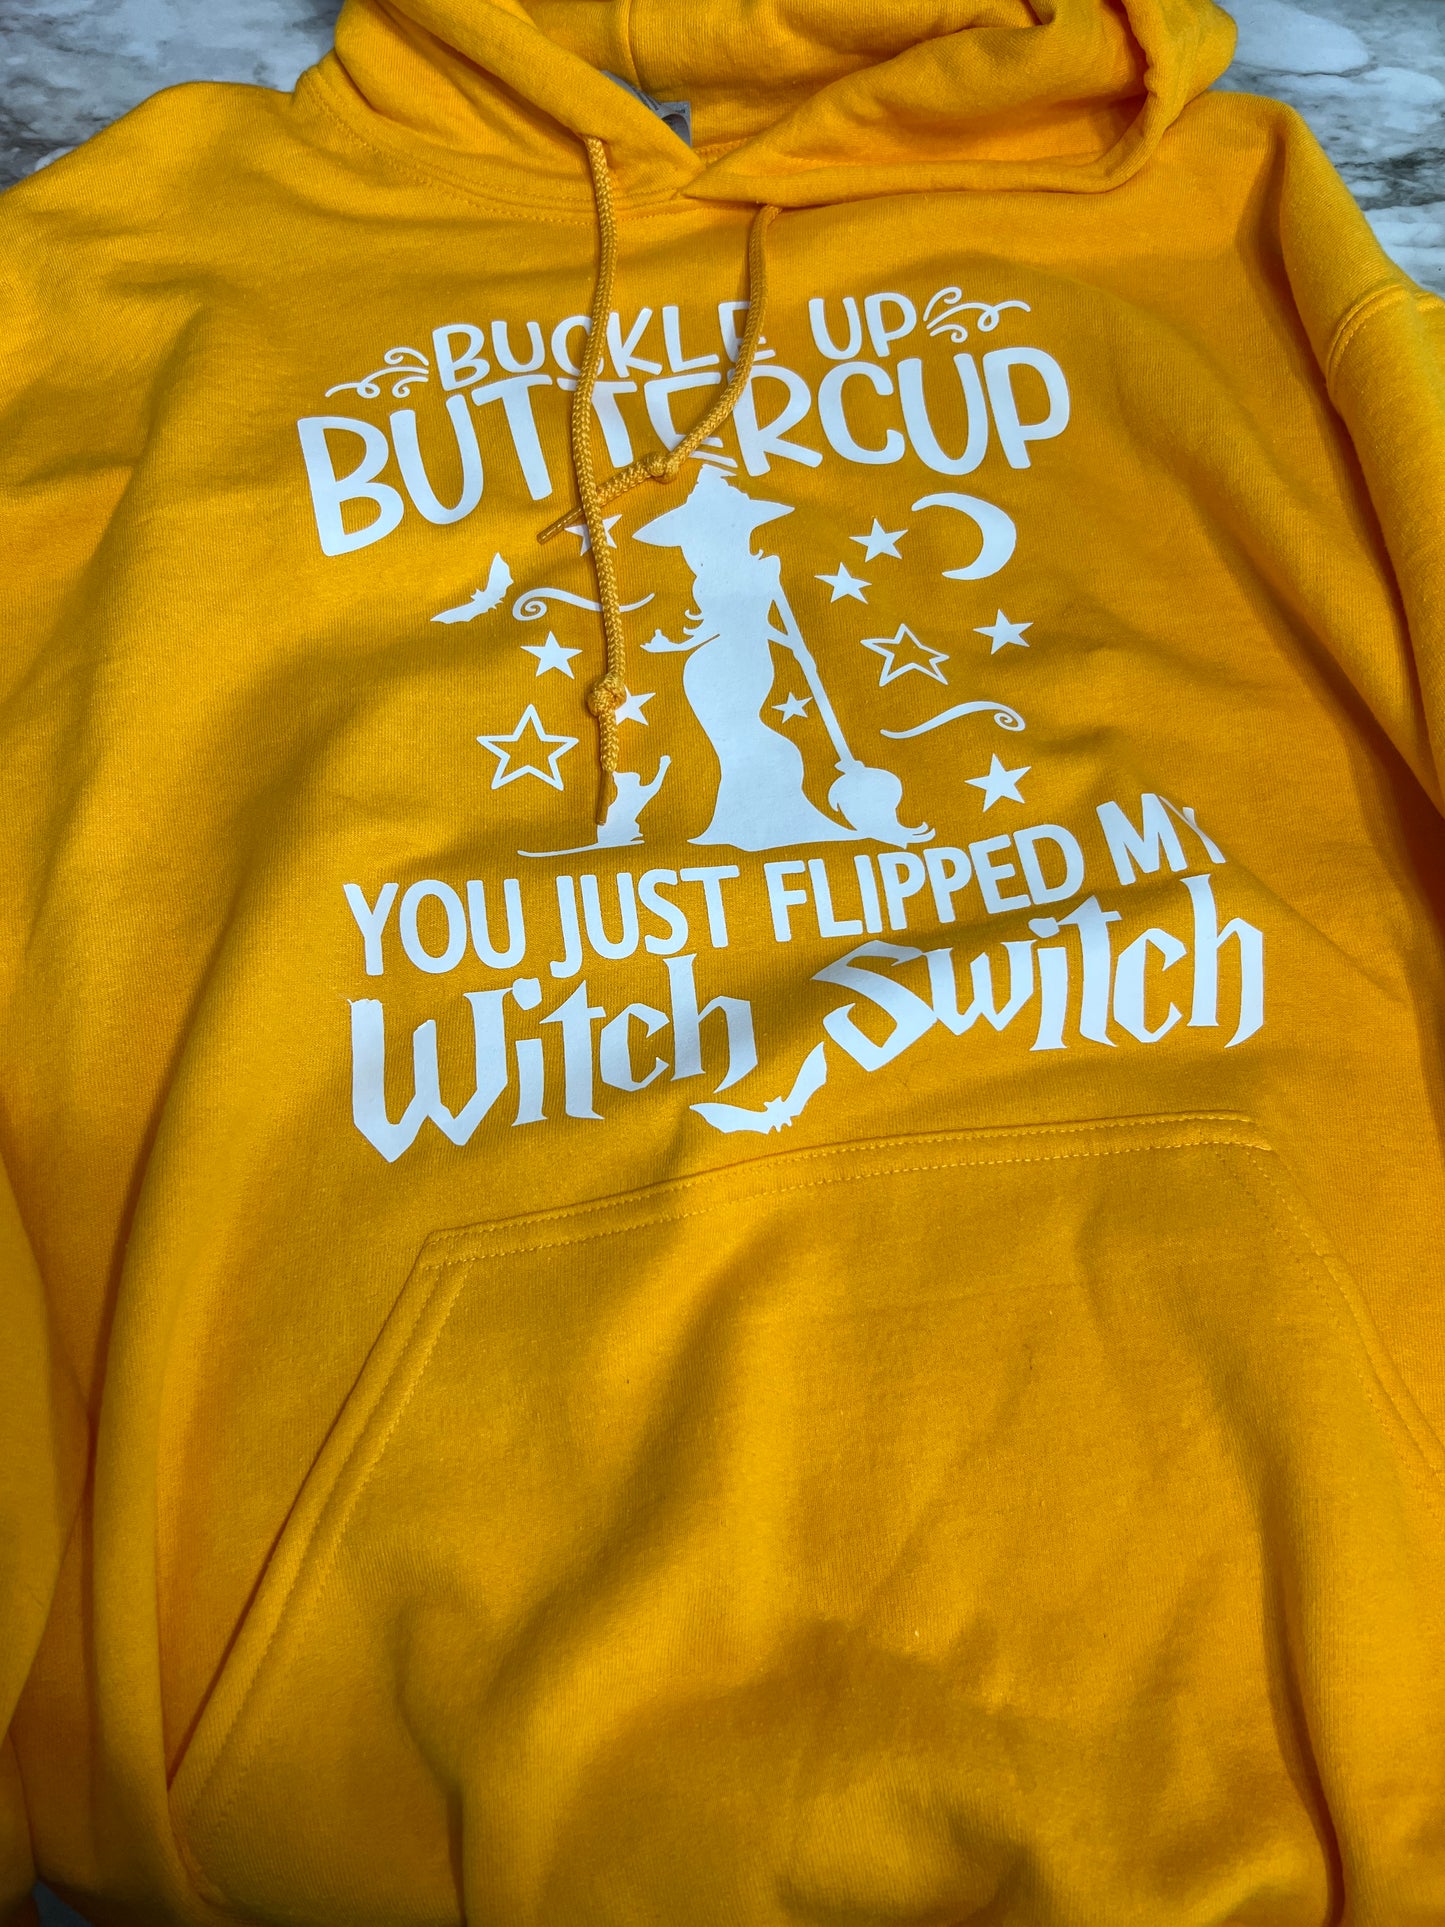 BUCKLE UP
BUTTERCUP
YOU JUST FLIPPED MY
Witch Switch